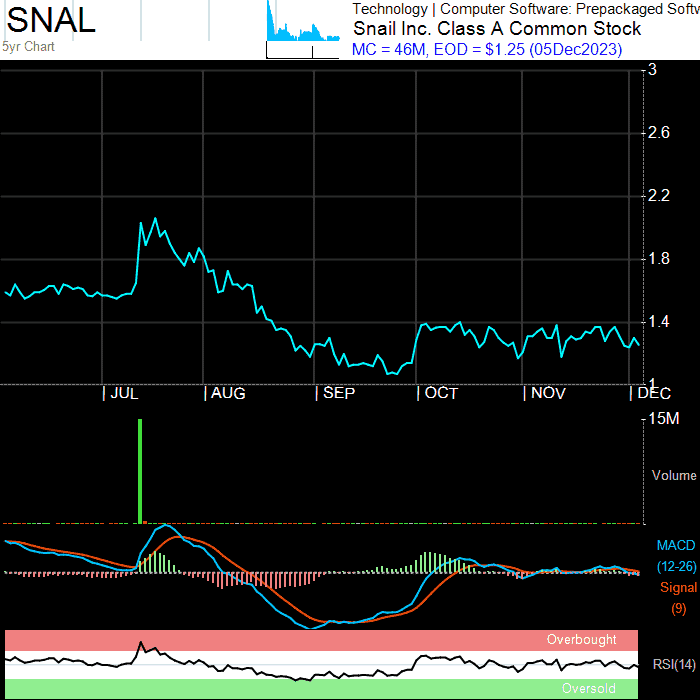 SNAL
5yr Chart
Technology | Computer Software: Prepackaged Softw
Snail Inc. Class A Common Stock
MC = 46M, EOD = $1.25 (05Dec2023)
3
2.6
2.2
1.8
1.4
1
| JUL | AUG | SEP | OCT | NOV | DEC
15M
Volume
MACD
(12-26)
Signal
(9)
Overbought
RSI(14)
Oversold